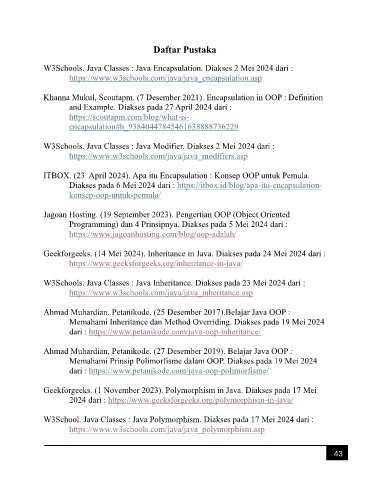 Daftar Pustaka
W3Schools. Java Classes : Java Encapsulation. Diakses 2 Mei 2024 dari :
https://www.w3schools.com/java/java_encapsulation.asp
Khanna Mukul, Scoutapm. (7 Desember 2021). Encapsulation in OOP : Definition
and Example. Diakses pada 27 April 2024 dari :
https://scoutapm.com/blog/what-is-
encapsulation#h_93840447845461638888736229
W3Schools. Java Classes : Java Modifier. Diakses 2 Mei 2024 dari :
https://www.w3schools.com/java/java_modifiers.asp
ITBOX. (23 April 2024). Apa itu Encapsulation : Konsep OOP untuk Pemula.
Diakses pada 6 Mei 2024 dari : https://itbox.id/blog/apa-itu-encapsulation-
konsep-oop-untuk-pemula/
Jagoan Hosting. (19 September 2023). Pengertian OOP (Object Oriented
Programming) dan 4 Prinsipnya. Diakses pada 5 Mei 2024 dari :
https://www.jagoanhosting.com/blog/oop-adalah/
Geekforgeeks. (14 Mei 2024). Inheritance in Java. Diakses pada 24 Mei 2024 dari :
https://www.geeksforgeeks.org/inheritance-in-java/
W3Schools. Java Classes : Java Inheritance. Diakses pada 23 Mei 2024 dari :
https://www.w3schools.com/java/java_inheritance.asp
Ahmad Muhardian. Petanikode. (25 Desember 2017).Belajar Java OOP :
Memahami Inheritance dan Method Overriding. Diakses pada 19 Mei 2024
dari : https://www.petanikode.com/java-oop-inheritance/
Ahmad Muhardian, Petanikode. (27 Desember 2019). Belajar Java OOP :
Memahami Prinsip Polimorfisme dalam OOP. Diakses pada 19 Mei 2024
dari : https://www.petanikode.com/java-oop-polimorfisme/
Geekforgeeks. (1 November 2023). Polymorphism in Java. Diakses pada 17 Mei
2024 dari : https://www.geeksforgeeks.org/polymorphism-in-java/
W3School. Java Classes : Java Polymorphism. Diakses pada 17 Mei 2024 dari :
https://www.w3schools.com/java/java_polymorphism.asp
43